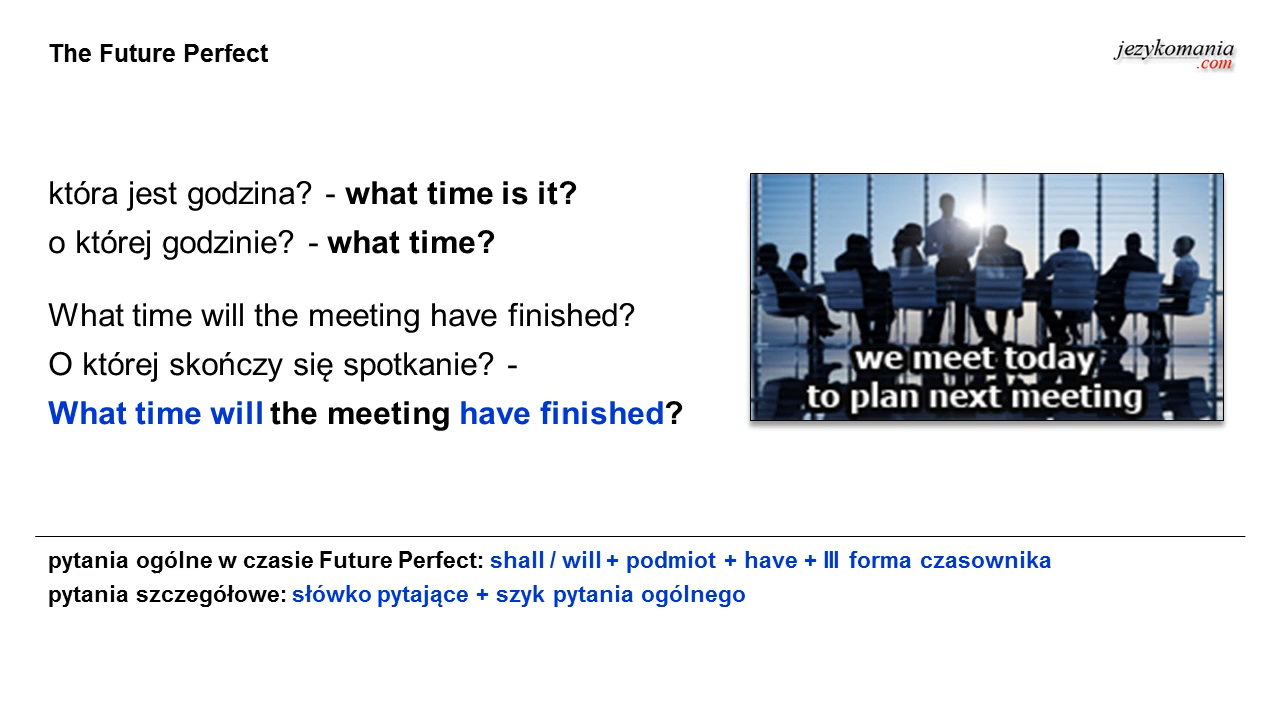 The Future Perfect
jezykomania
.com
która jest godzina? - what time is it?
o której godzinie? - what time?
What time will the meeting have finished?
O której skończy się spotkanie? -
What time will the meeting have finished?
we meet today
to plan next meeting
pytania ogólne w czasie Future Perfect: shall / will + podmiot + have + III forma czasownika
pytania szczegółowe: słówko pytające + szyk pytania ogólnego